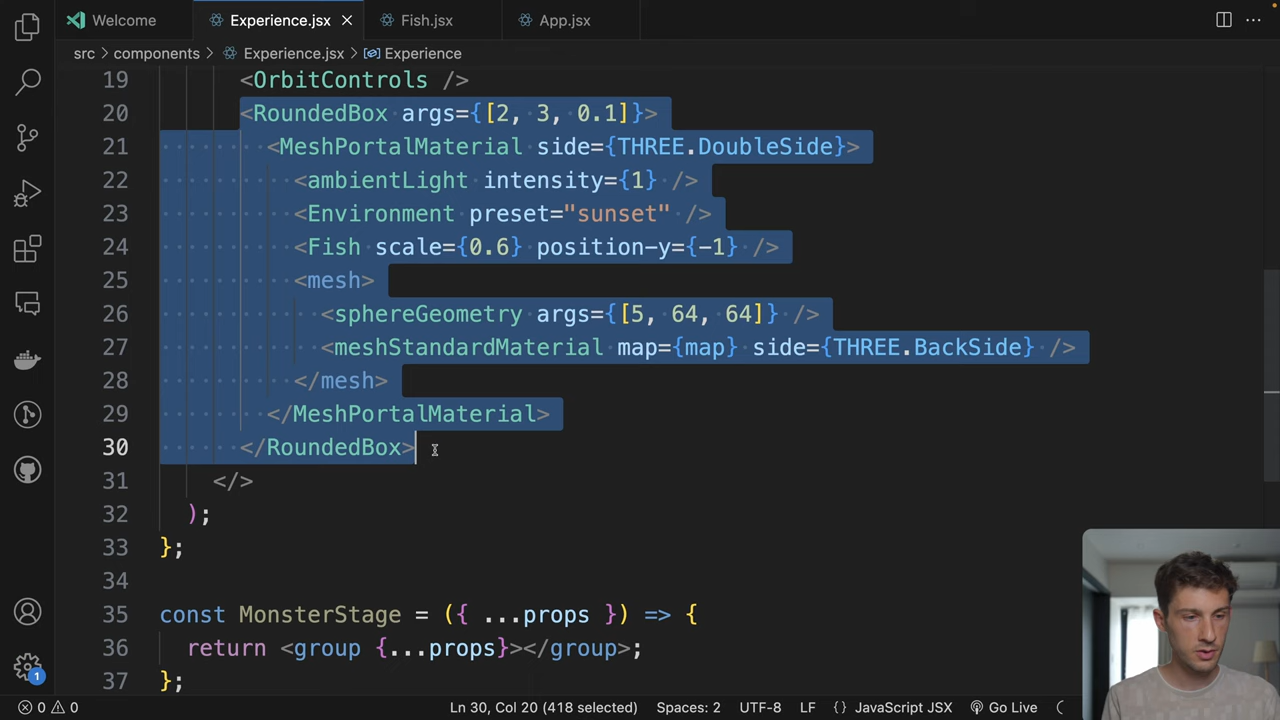 Welcome
Experience.jsx
Fish.jsx
App.jsx
src > components > Experience.jsx > Experience
19 <OrbitControls />
20 <RoundedBox args={[2, 3, 0.1]}>
21 <MeshPortalMaterial side={THREE.DoubleSide}>
22 <ambientLight intensity={1} />
23 <Environment preset="sunset" />
24 <Fish scale={0.6} position-y={-1} />
25 <mesh>
26 <sphereGeometry args={[5, 64, 64]} />
27 <meshStandardMaterial map={map} side={THREE.BackSide} />
28 </mesh>
29 </MeshPortalMaterial>
30 </RoundedBox>
31 </>
32 );
33 };
34
35 const MonsterStage = ({ ...props }) => {
36 return <group {...props}></group>;
37 };
1
0 0 Ln 30, Col 20 (418 selected) Spaces: 2 UTF-8 LF {} JavaScript JSX Go Live